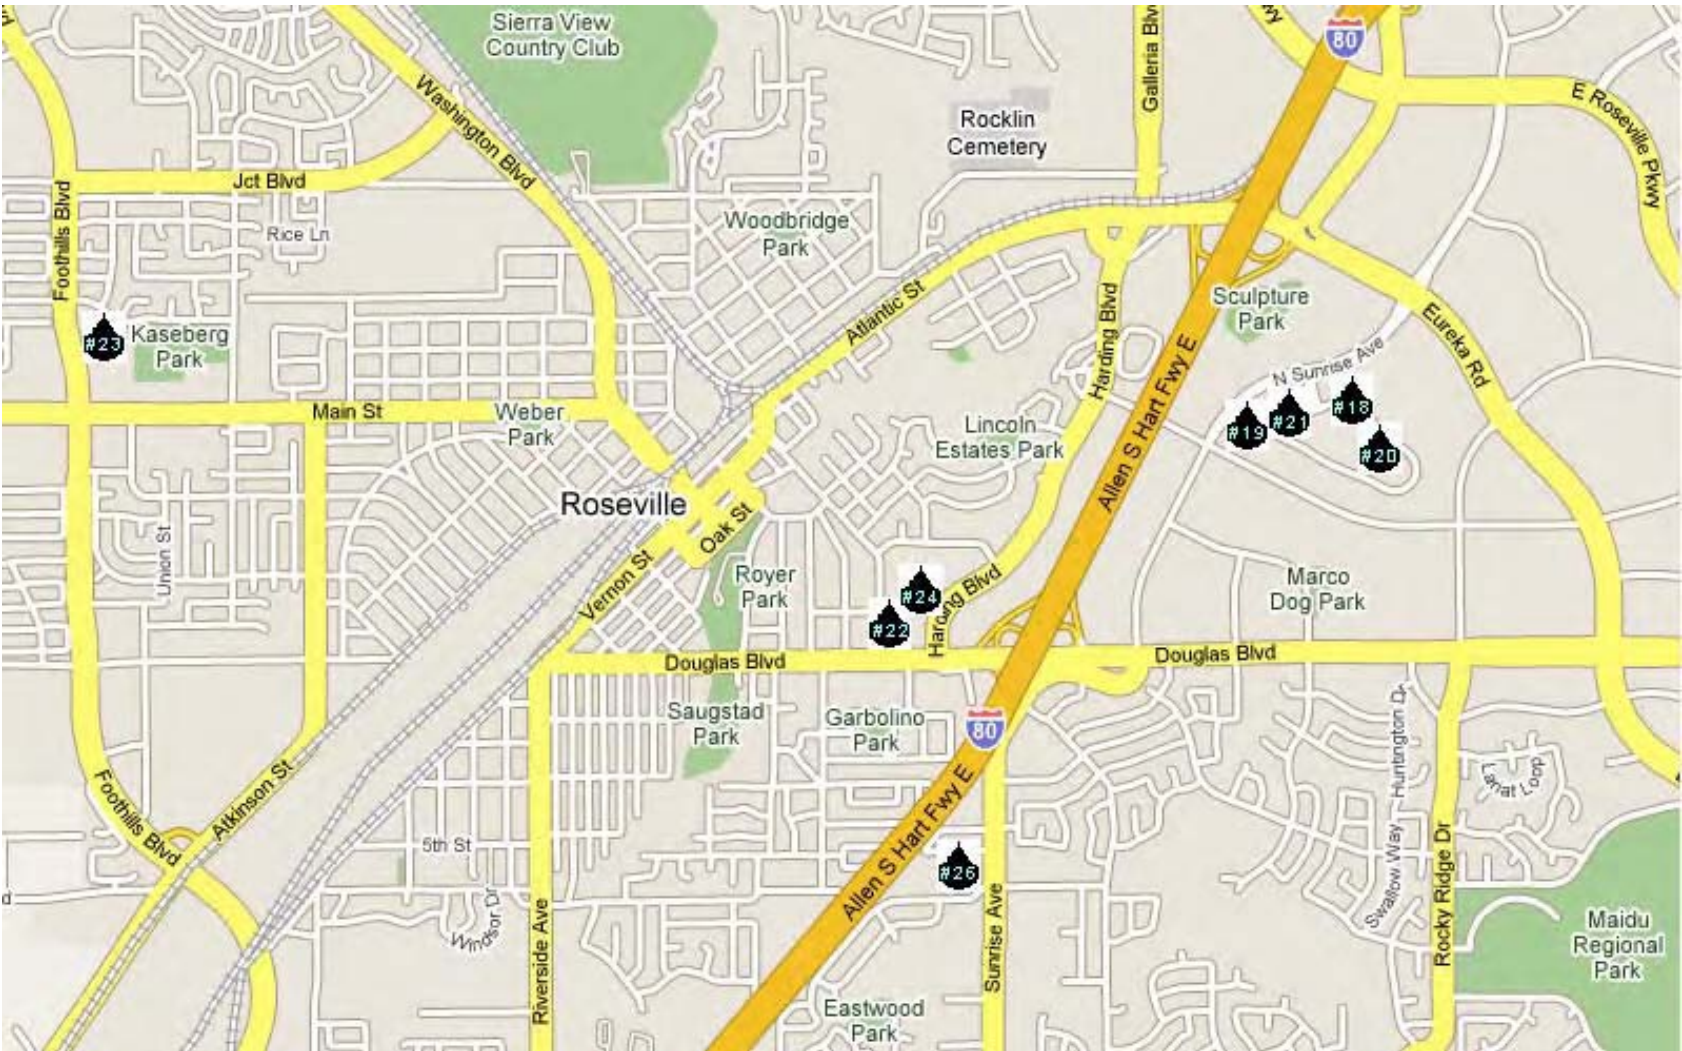 Sierra View
Country Club
80
Galleria Blv
wy
E Roseville Pkwy
Washington Blvd
Rocklin
Cemetery
Jct Blvd
Foothills Blvd
Rice Ln
Woodbridge
Park
Atlantic St
Harding Blvd
Sculpture
Park
Eureka Rd
#23
Kaseberg
Park
N Sunrise Ave
Allen S Hart Fwy E
Main St
Weber
Park
Lincoln
Estates Park
#19
#21
#18
#20
Roseville
Oak St
Union St
Vernon St
Royer
Park
#24
#22
Harding Blvd
Marco
Dog Park
Douglas Blvd
Douglas Blvd
Saugstad
Park
Garbolino
Park
80
Swallow Way
Huntington Dr
Lariat Loop
Foothills Blvd
Atkinson St
Allen S Hart Fwy E
5th St
#26
Rocky Ridge Dr
d
Windsor Dr
Riverside Ave
Sunrise Ave
Maidu
Regional
Park
Eastwood
Park